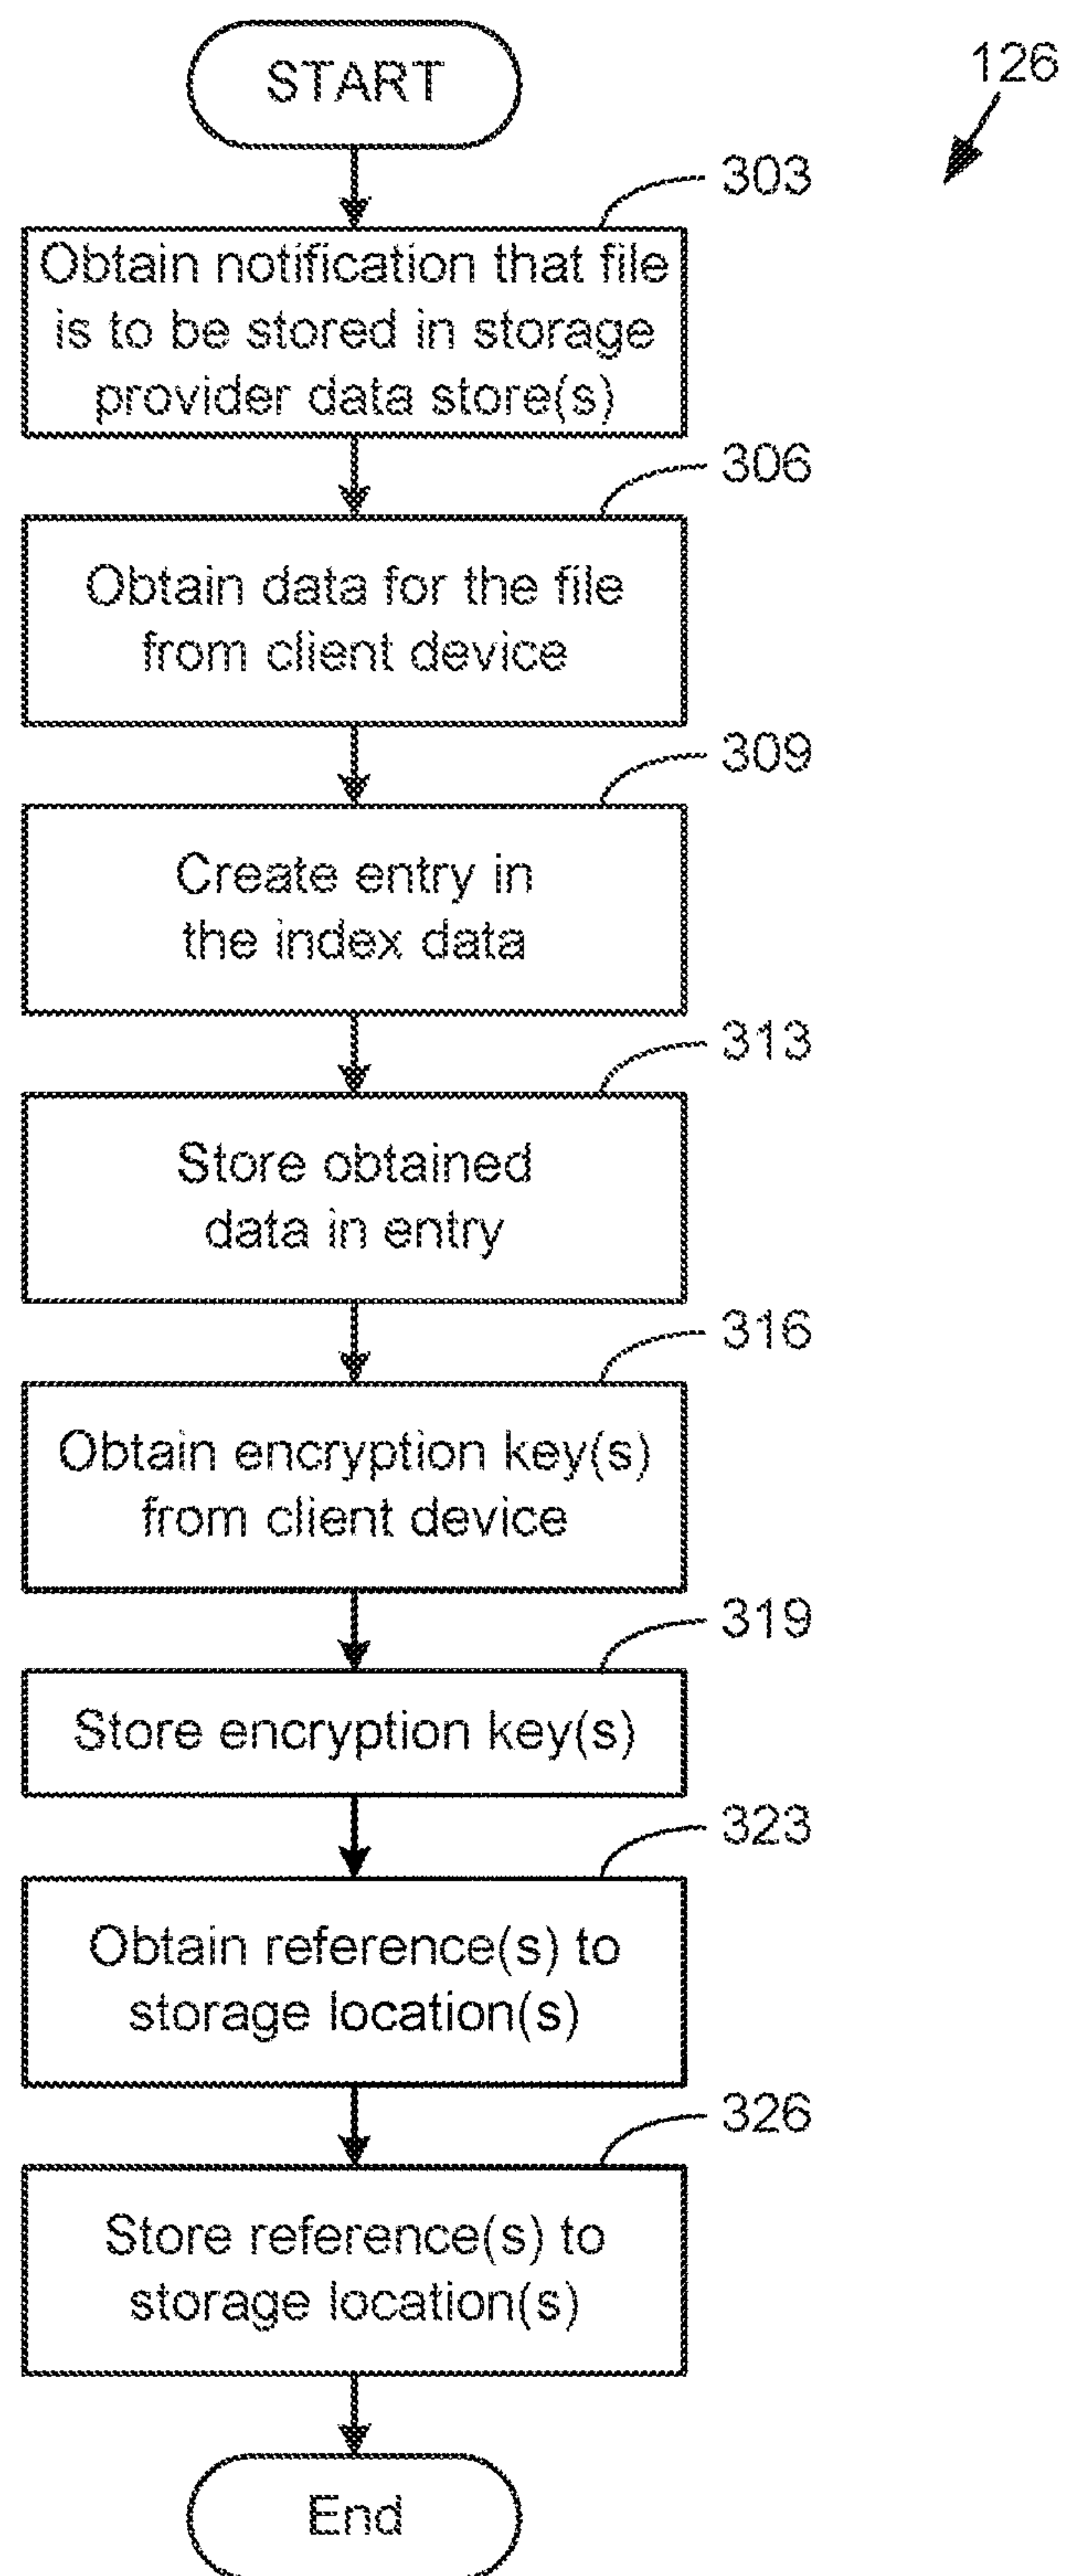 START
126
303
Obtain notification that file
is to be stored in storage
provider data store(s)
306
Obtain data for the file
from client device
309
Create entry in
the index data
313
Store obtained
data in entry
316
Obtain encryption key(s)
from client device
319
Store encryption key(s)
323
Obtain reference(s) to
storage location(s)
326
Store reference(s) to
storage location(s)
End